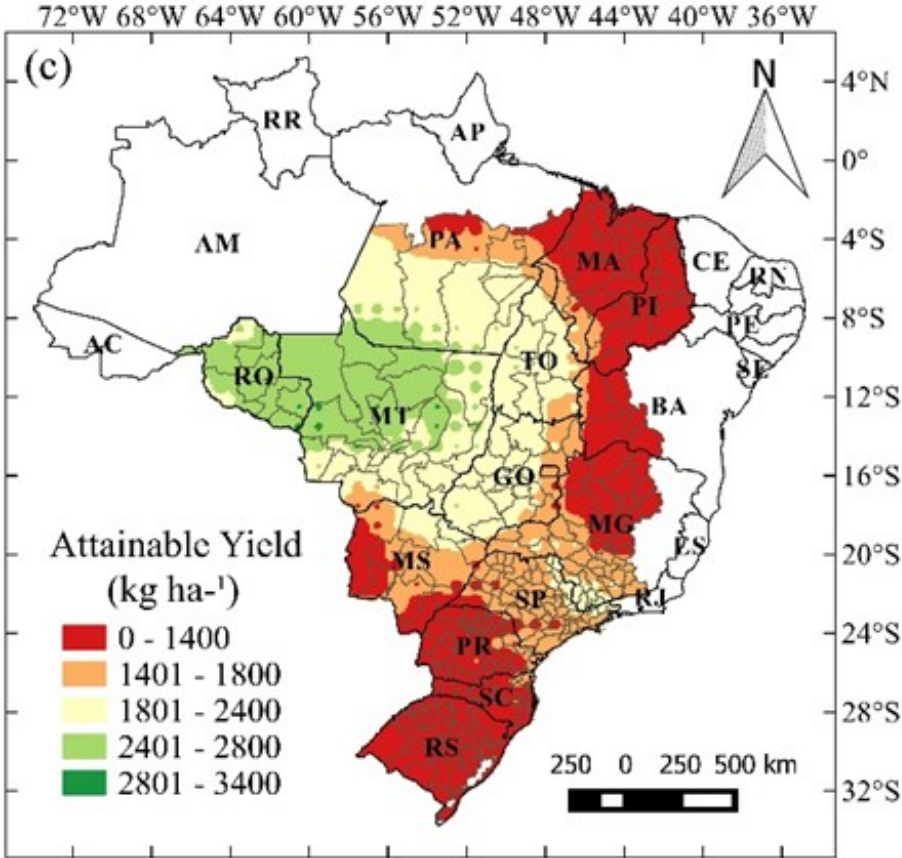 72°W 68°W 64°W 60°W 56°W 52°W 48°W 44°W 40°W 36°W
(c)
N
4°N
RR
AP
0°
AM
PA
MA
CE
RN
4°S
PI
PE
8°S
AC
RO
TO
SE
MT
BA
12°S
GO
16°S
MG
Attainable Yield
(kg ha-¹)
MS
ES
20°S
SP
RJ
0 - 1400
PR
24°S
1401 - 1800
1801 - 2400
SC
28°S
2401 - 2800
RS
2801 - 3400
250 0 250 500 km
32°S